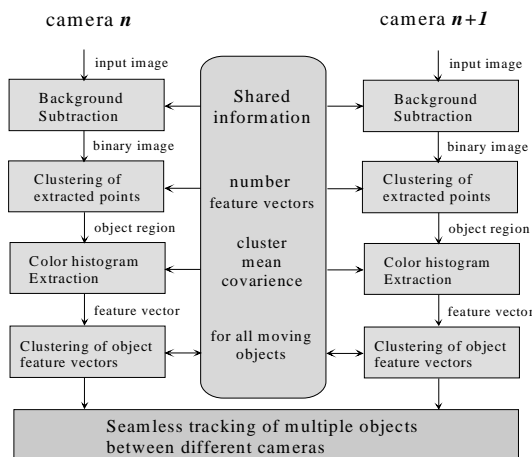 camera n
input image
Background
Subtraction
binary image
Clustering of
extracted points
object region
Color histogram
Extraction
feature vector
Clustering of object
feature vectors
Shared
information
number
feature vectors
cluster
mean
covarience
for all moving
objects
camera n+1
input image
Background
Subtraction
binary image
Clustering of
extracted points
object region
Color histogram
Extraction
feature vector
Clustering of object
feature vectors
Seamless tracking of multiple objects
between different cameras